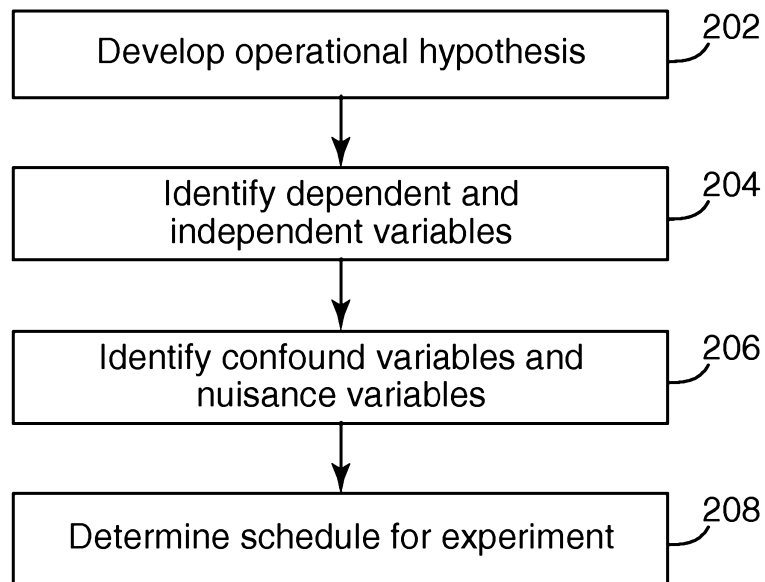 Develop operational hypothesis
202
Identify dependent and
independent variables
204
Identify confound variables and
nuisance variables
206
Determine schedule for experiment
208